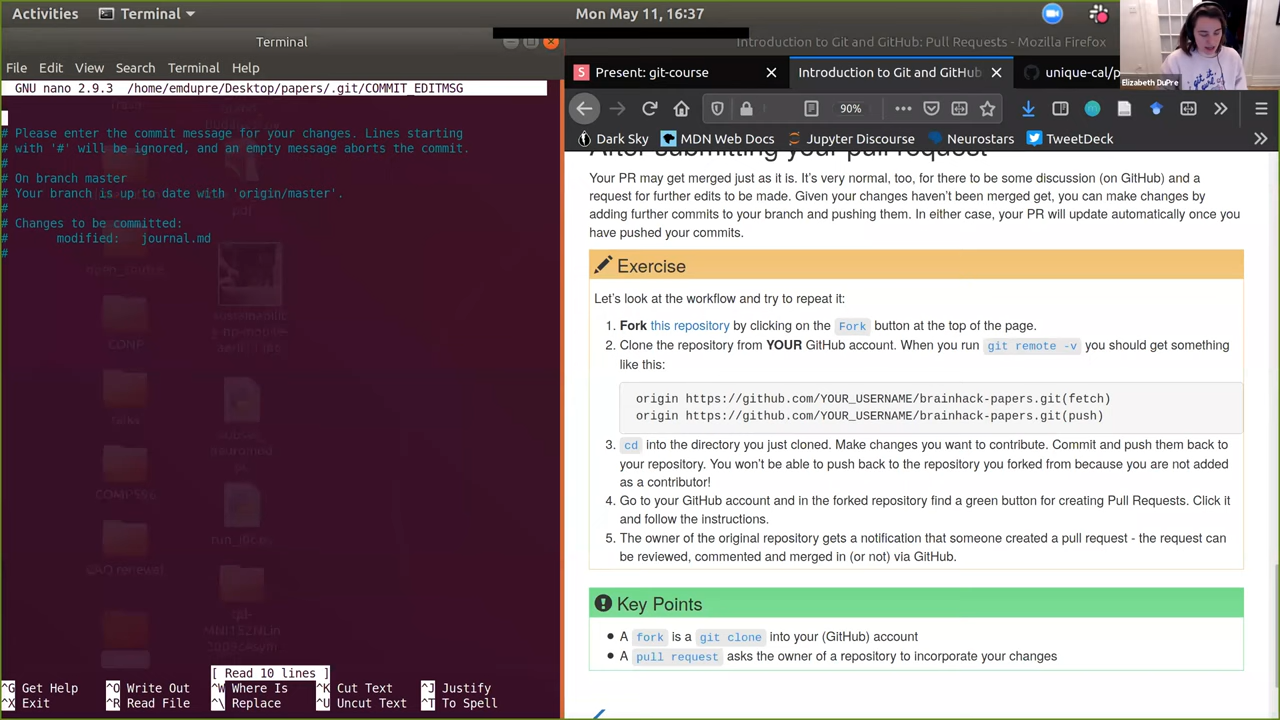 Activities Terminal Mon May 11, 16:37
Terminal
File Edit View Search Terminal Help
GNU nano 2.9.3 /home/emdupre/Desktop/papers/.git/COMMIT_EDITMSG
# Please enter the commit message for your changes. Lines starting
# with '#' will be ignored, and an empty message aborts the commit.
#
# On branch master
# Your branch is up to date with 'origin/master'.
#
# Changes to be committed:
# modified: journal.md
#
[ Read 10 lines ]
^G Get Help ^O Write Out ^W Where Is ^K Cut Text ^J Justify
^X Exit ^R Read File ^\ Replace ^U Uncut Text ^T To Spell
Introduction to Git and GitHub: Pull Requests - Mozilla Firefox
Elizabeth DuPre
Present: git-course Introduction to Git and GitHub unique-cal/p
90%
Dark Sky MDN Web Docs Jupyter Discourse Neurostars TweetDeck
After submitting your pull request
Your PR may get merged just as it is. It's very normal, too, for there to be some discussion (on GitHub) and a
request for further edits to be made. Given your changes haven't been merged get, you can make changes by
adding further commits to your branch and pushing them. In either case, your PR will update automatically once you
have pushed your commits.
Exercise
Let's look at the workflow and try to repeat it:
1. Fork this repository by clicking on the Fork button at the top of the page.
2. Clone the repository from YOUR GitHub account. When you run git remote -v you should get something
like this:
origin https://github.com/YOUR_USERNAME/brainhack-papers.git(fetch)
origin https://github.com/YOUR_USERNAME/brainhack-papers.git(push)
3. cd into the directory you just cloned. Make changes you want to contribute. Commit and push them back to
your repository. You won't be able to push back to the repository you forked from because you are not added
as a contributor!
4. Go to your GitHub account and in the forked repository find a green button for creating Pull Requests. Click it
and follow the instructions.
5. The owner of the original repository gets a notification that someone created a pull request - the request can
be reviewed, commented and merged in (or not) via GitHub.
Key Points
A fork is a git clone into your (GitHub) account
A pull request asks the owner of a repository to incorporate your changes